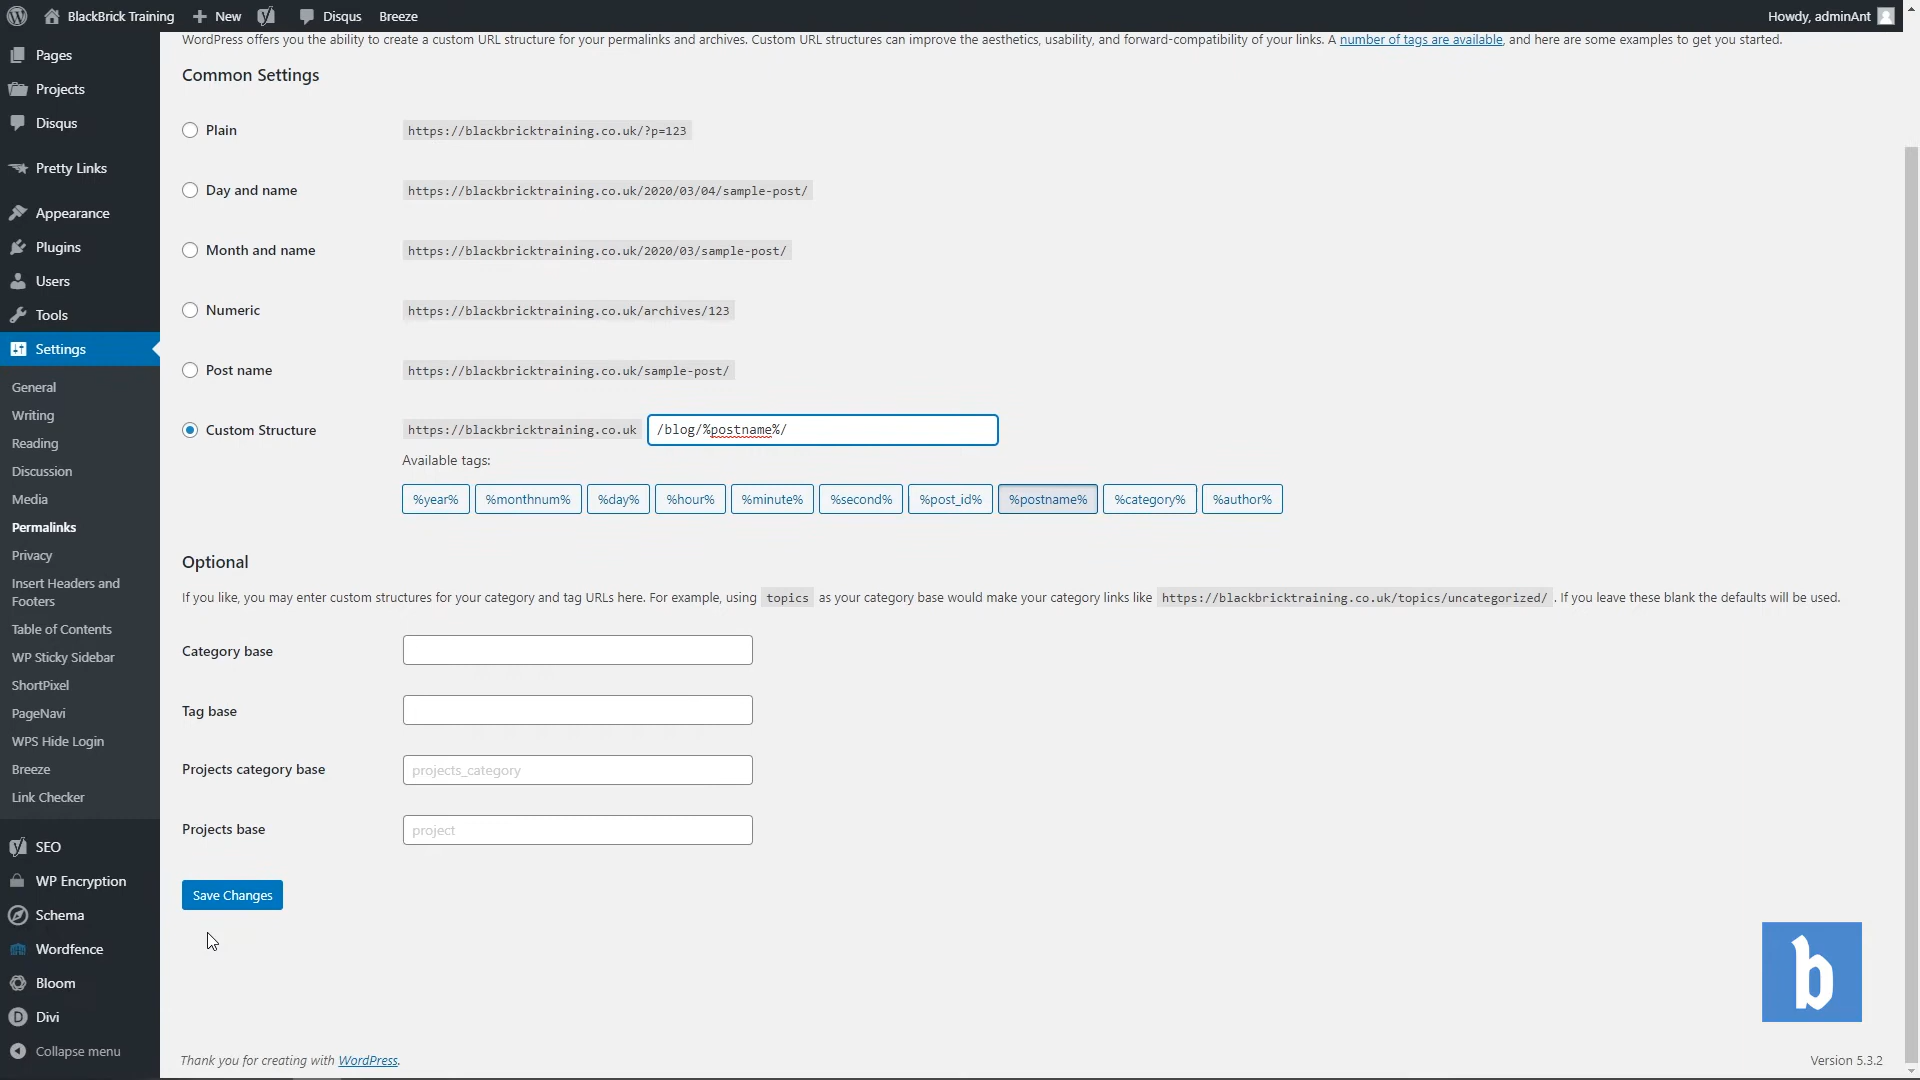 BlackBrick Training New Disqus Breeze Howdy, adminAnt
WordPress offers you the ability to create a custom URL structure for your permalinks and archives. Custom URL structures can improve the aesthetics, usability, and forward-compatibility of your links. A number of tags are available, and here are some examples to get you started.
Pages
Projects
Disqus
Pretty Links
Appearance
Plugins
Users
Tools
Settings
General
Writing
Reading
Discussion
Media
Permalinks
Privacy
Insert Headers and
Footers
Table of Contents
WP Sticky Sidebar
ShortPixel
PageNavi
WPS Hide Login
Breeze
Link Checker
SEO
WP Encryption
Schema
Wordfence
Bloom
Divi
Collapse menu
Common Settings
Plain https://blackbricktraining.co.uk/?p=123
Day and name https://blackbricktraining.co.uk/2020/03/04/sample-post/
Month and name https://blackbricktraining.co.uk/2020/03/sample-post/
Numeric https://blackbricktraining.co.uk/archives/123
Post name https://blackbricktraining.co.uk/sample-post/
Custom Structure https://blackbricktraining.co.uk /blog/%postname%/
Available tags:
%year% %monthnum% %day% %hour% %minute% %second% %post_id% %postname% %category% %author%
Optional
If you like, you may enter custom structures for your category and tag URLs here. For example, using topics as your category base would make your category links like https://blackbricktraining.co.uk/topics/uncategorized/ . If you leave these blank the defaults will be used.
Category base
Tag base
Projects category base projects_category
Projects base project
Save Changes
b
Thank you for creating with WordPress. Version 5.3.2